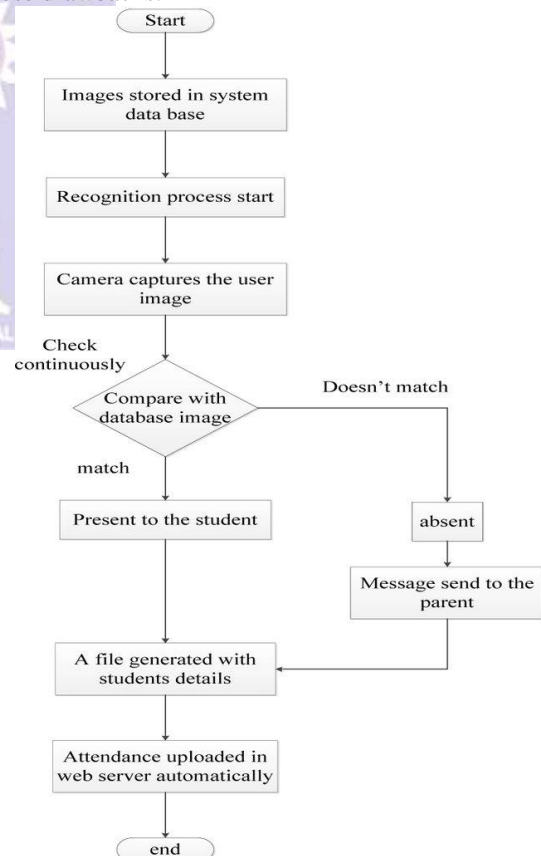 Start
Images stored in system
data base
Recognition process start
Camera captures the user
image
Check
continuously
Compare with
database image
Doesn't match
match
Present to the student
absent
Message send to the
parent
A file generated with
students details
Attendance uploaded in
web server automatically
end